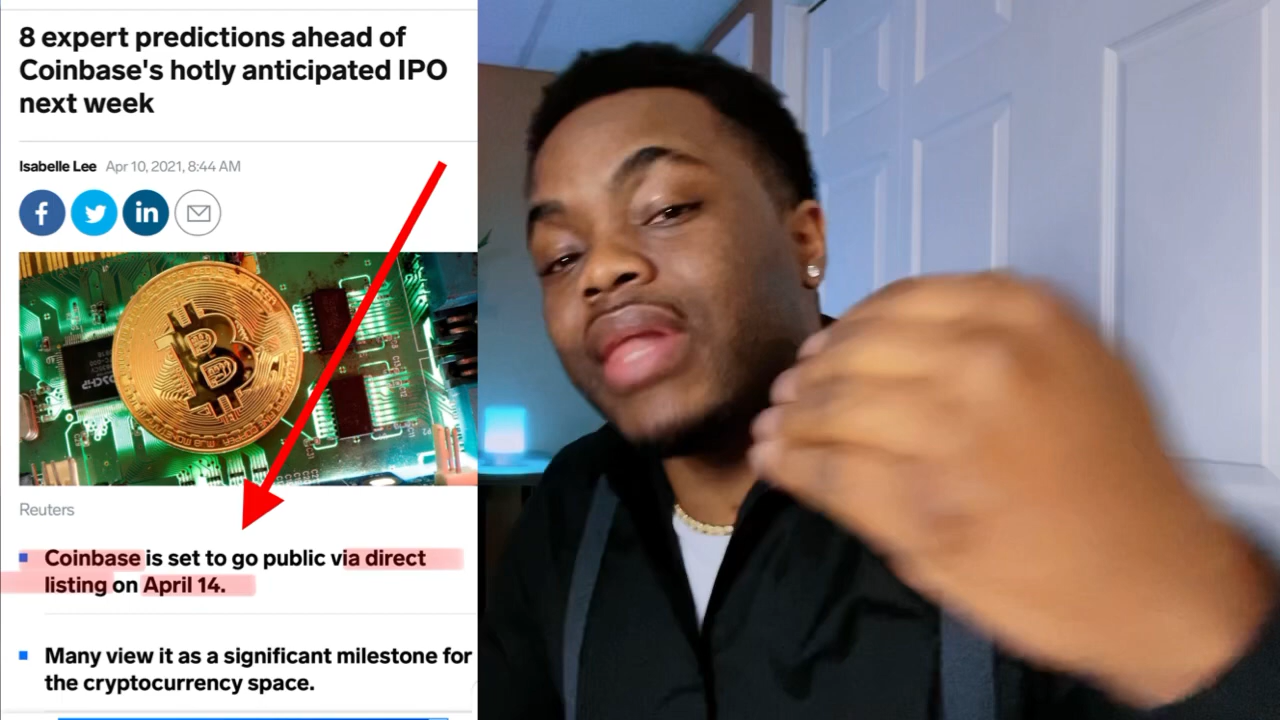 8 expert predictions ahead of
Coinbase's hotly anticipated IPO
next week
Isabelle Lee Apr 10, 2021, 8:44 AM
f in
Reuters
Coinbase is set to go public via direct
listing on April 14.
Many view it as a significant milestone for
the cryptocurrency space.